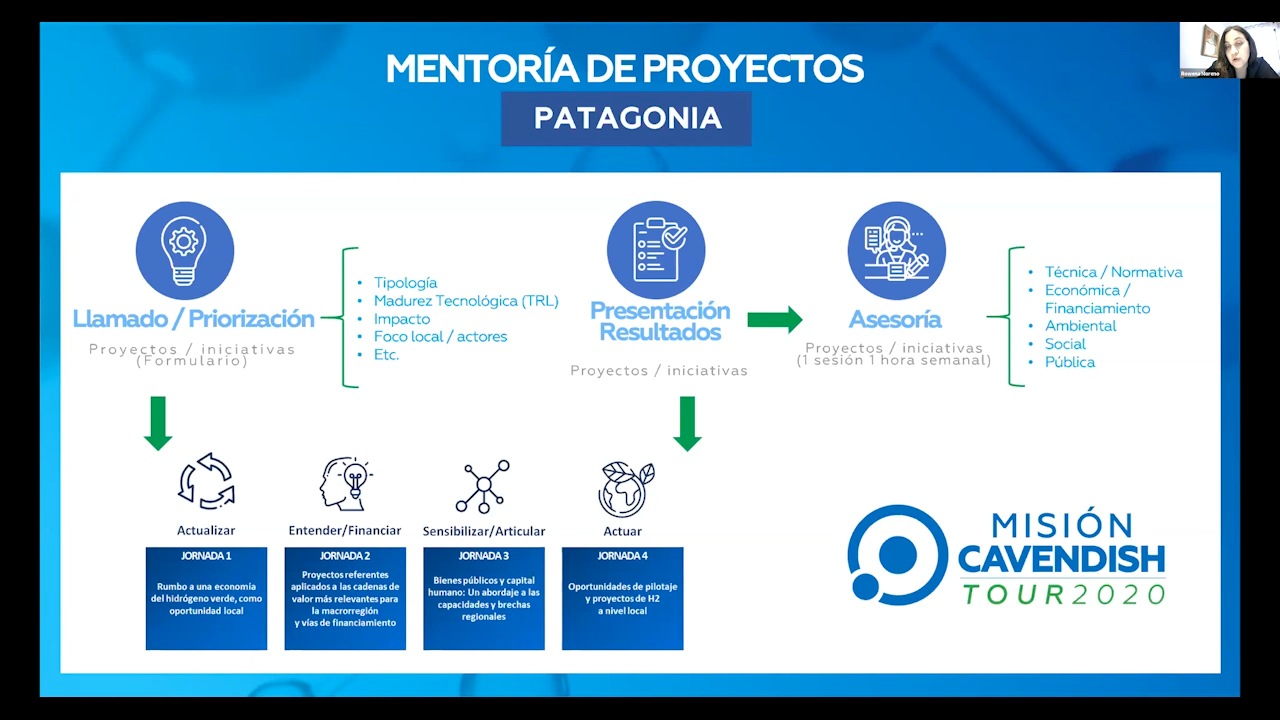 MENTORÍA DE PROYECTOS
PATAGONIA
Rowena Moreno
Llamado / Priorización
Proyectos / iniciativas
(Formulario)
• Tipología
• Madurez Tecnológica (TRL)
• Impacto
• Foco local / actores
• Etc.
Presentación
Resultados
Proyectos / iniciativas
Asesoría
Proyectos / iniciativas
(1 sesión 1 hora semanal)
• Técnica / Normativa
• Económica /
Financiamiento
• Ambiental
• Social
• Pública
Actualizar
JORNADA 1
Rumbo a una economía
del hidrógeno verde, como
oportunidad local
Entender/Financiar
JORNADA 2
Proyectos referentes
aplicados a las cadenas de
valor más relevantes para
la macrorregión
y vías de financiamiento
Sensibilizar/Articular
JORNADA 3
Bienes públicos y capital
humano: Un abordaje a las
capacidades y brechas
regionales
Actuar
JORNADA 4
Oportunidades de pilotaje
y proyectos de H2
a nivel local
MISIÓN
CAVENDISH
TOUR2020